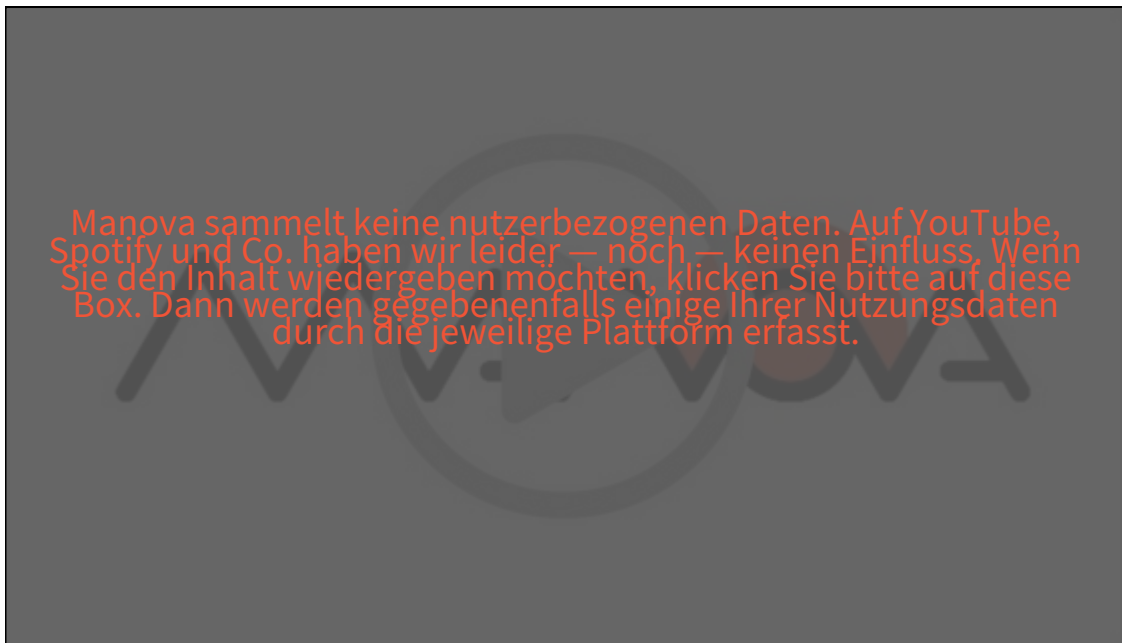 Manova sammelt keine nutzerbezogenen Daten. Auf YouTube,
Spotify und Co. haben wir leider — noch — keinen Einfluss. Wenn
Sie den Inhalt wiedergeben möchten, klicken Sie bitte auf diese
Box. Dann werden gegebenenfalls einige Ihrer Nutzungsdaten
durch die jeweilige Plattform erfasst.
MANOVA